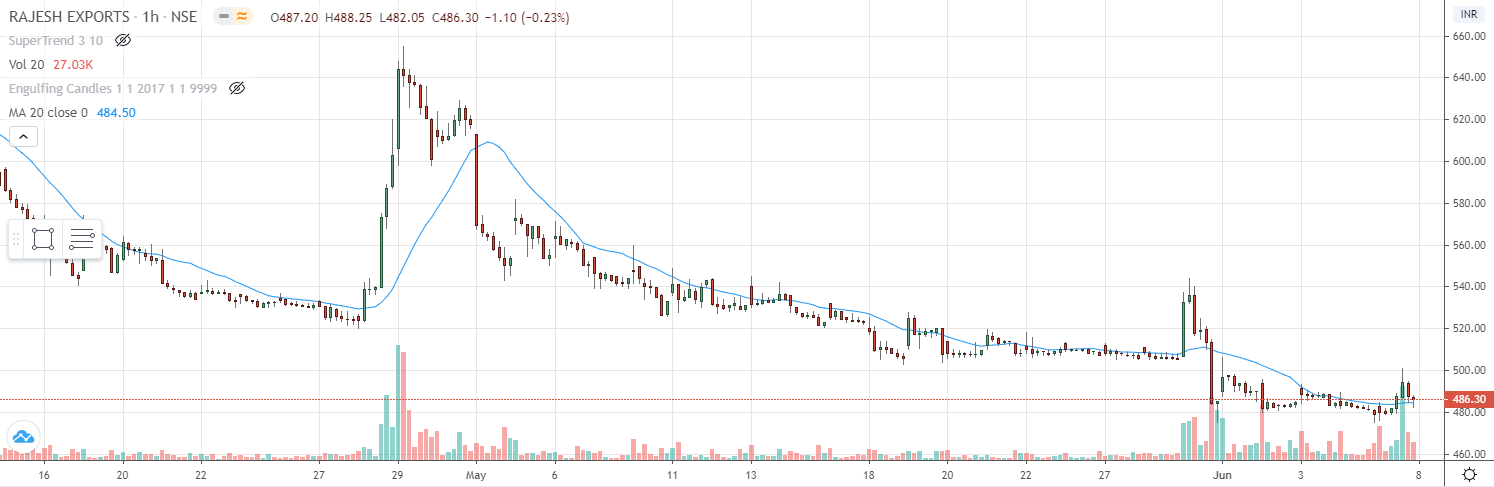 RAJESH EXPORTS · 1h · NSE O487.20 H488.25 L482.05 C486.30 −1.10 (−0.23%)
INR
SuperTrend 3 10
Vol 20 27.03K
Engulfing Candles 1 1 2017 1 1 9999
MA 20 close 0 484.50
660.00
640.00
620.00
600.00
580.00
560.00
540.00
520.00
500.00
486.30
480.00
460.00
16 20 22 27 29 May 6 11 13 18 20 22 27 Jun 3 8